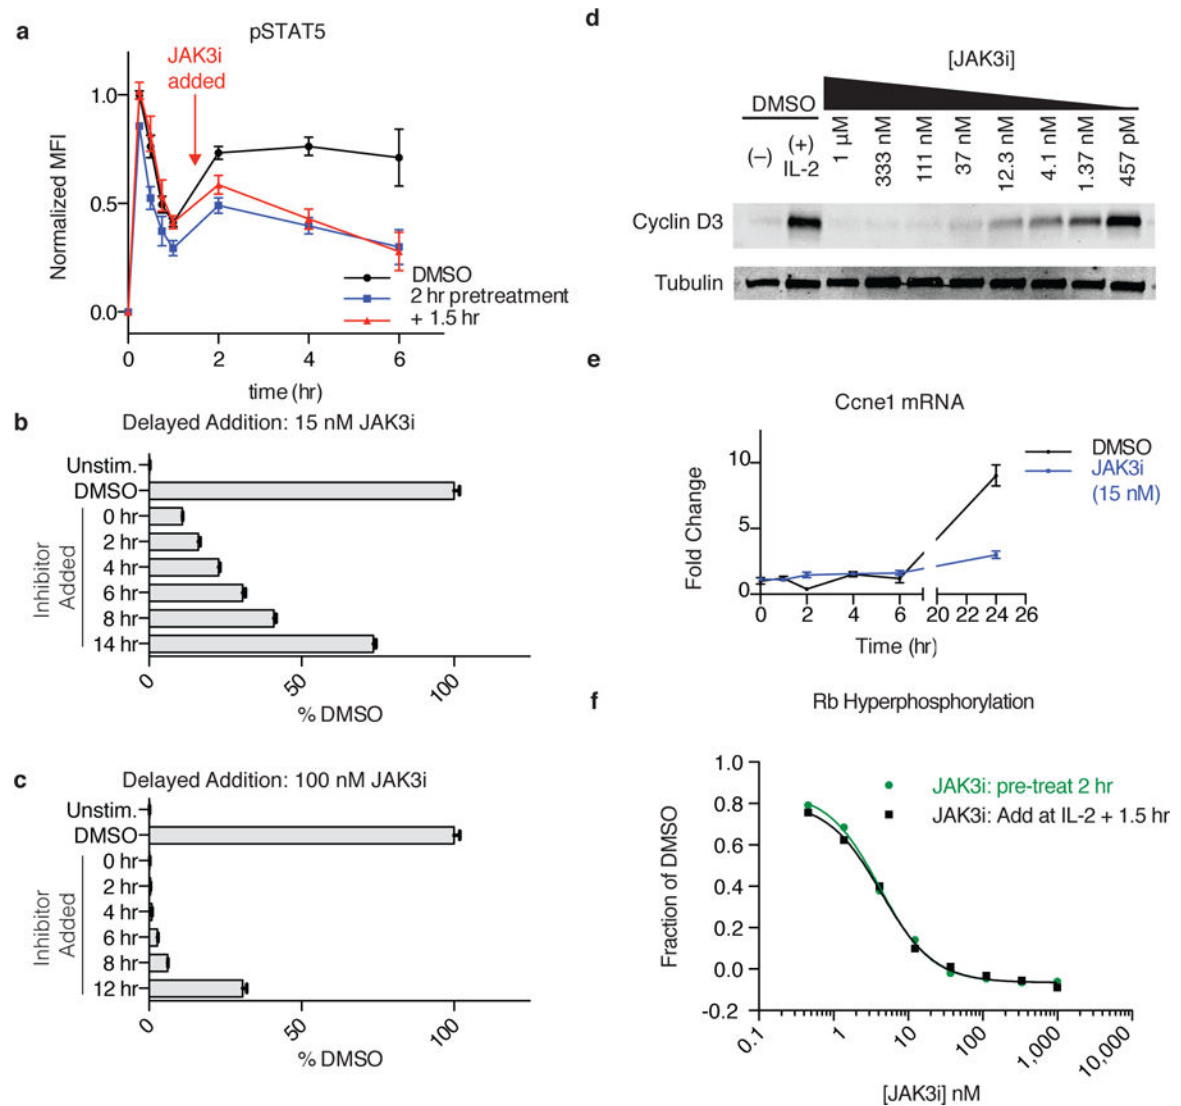 a
pSTAT5
JAK3i
added
1.0
0.5
0.0
Normalized MFI
0
2
4
6
time (hr)
DMSO
2 hr pretreatment
+ 1.5 hr
b
Delayed Addition: 15 nM JAK3i
Unstim.
DMSO
0 hr
2 hr
4 hr
6 hr
8 hr
14 hr
Inhibitor
Added
0
50
100
% DMSO
c
Delayed Addition: 100 nM JAK3i
Unstim.
DMSO
0 hr
2 hr
4 hr
6 hr
8 hr
12 hr
Inhibitor
Added
0
50
100
% DMSO
d
[JAK3i]
DMSO
(–)
(+)
IL-2
1 µM
333 nM
111 nM
37 nM
12.3 nM
4.1 nM
1.37 nM
457 pM
Cyclin D3
Tubulin
e
Ccne1 mRNA
10
5
0
Fold Change
0
2
4
6
20
22
24
26
Time (hr)
DMSO
JAK3i
(15 nM)
f
Rb Hyperphosphorylation
1.0
0.8
0.6
0.4
0.2
0.0
-0.2
Fraction of DMSO
JAK3i: pre-treat 2 hr
JAK3i: Add at IL-2 + 1.5 hr
0.1
1
10
100
1,000
10,000
[JAK3i] nM